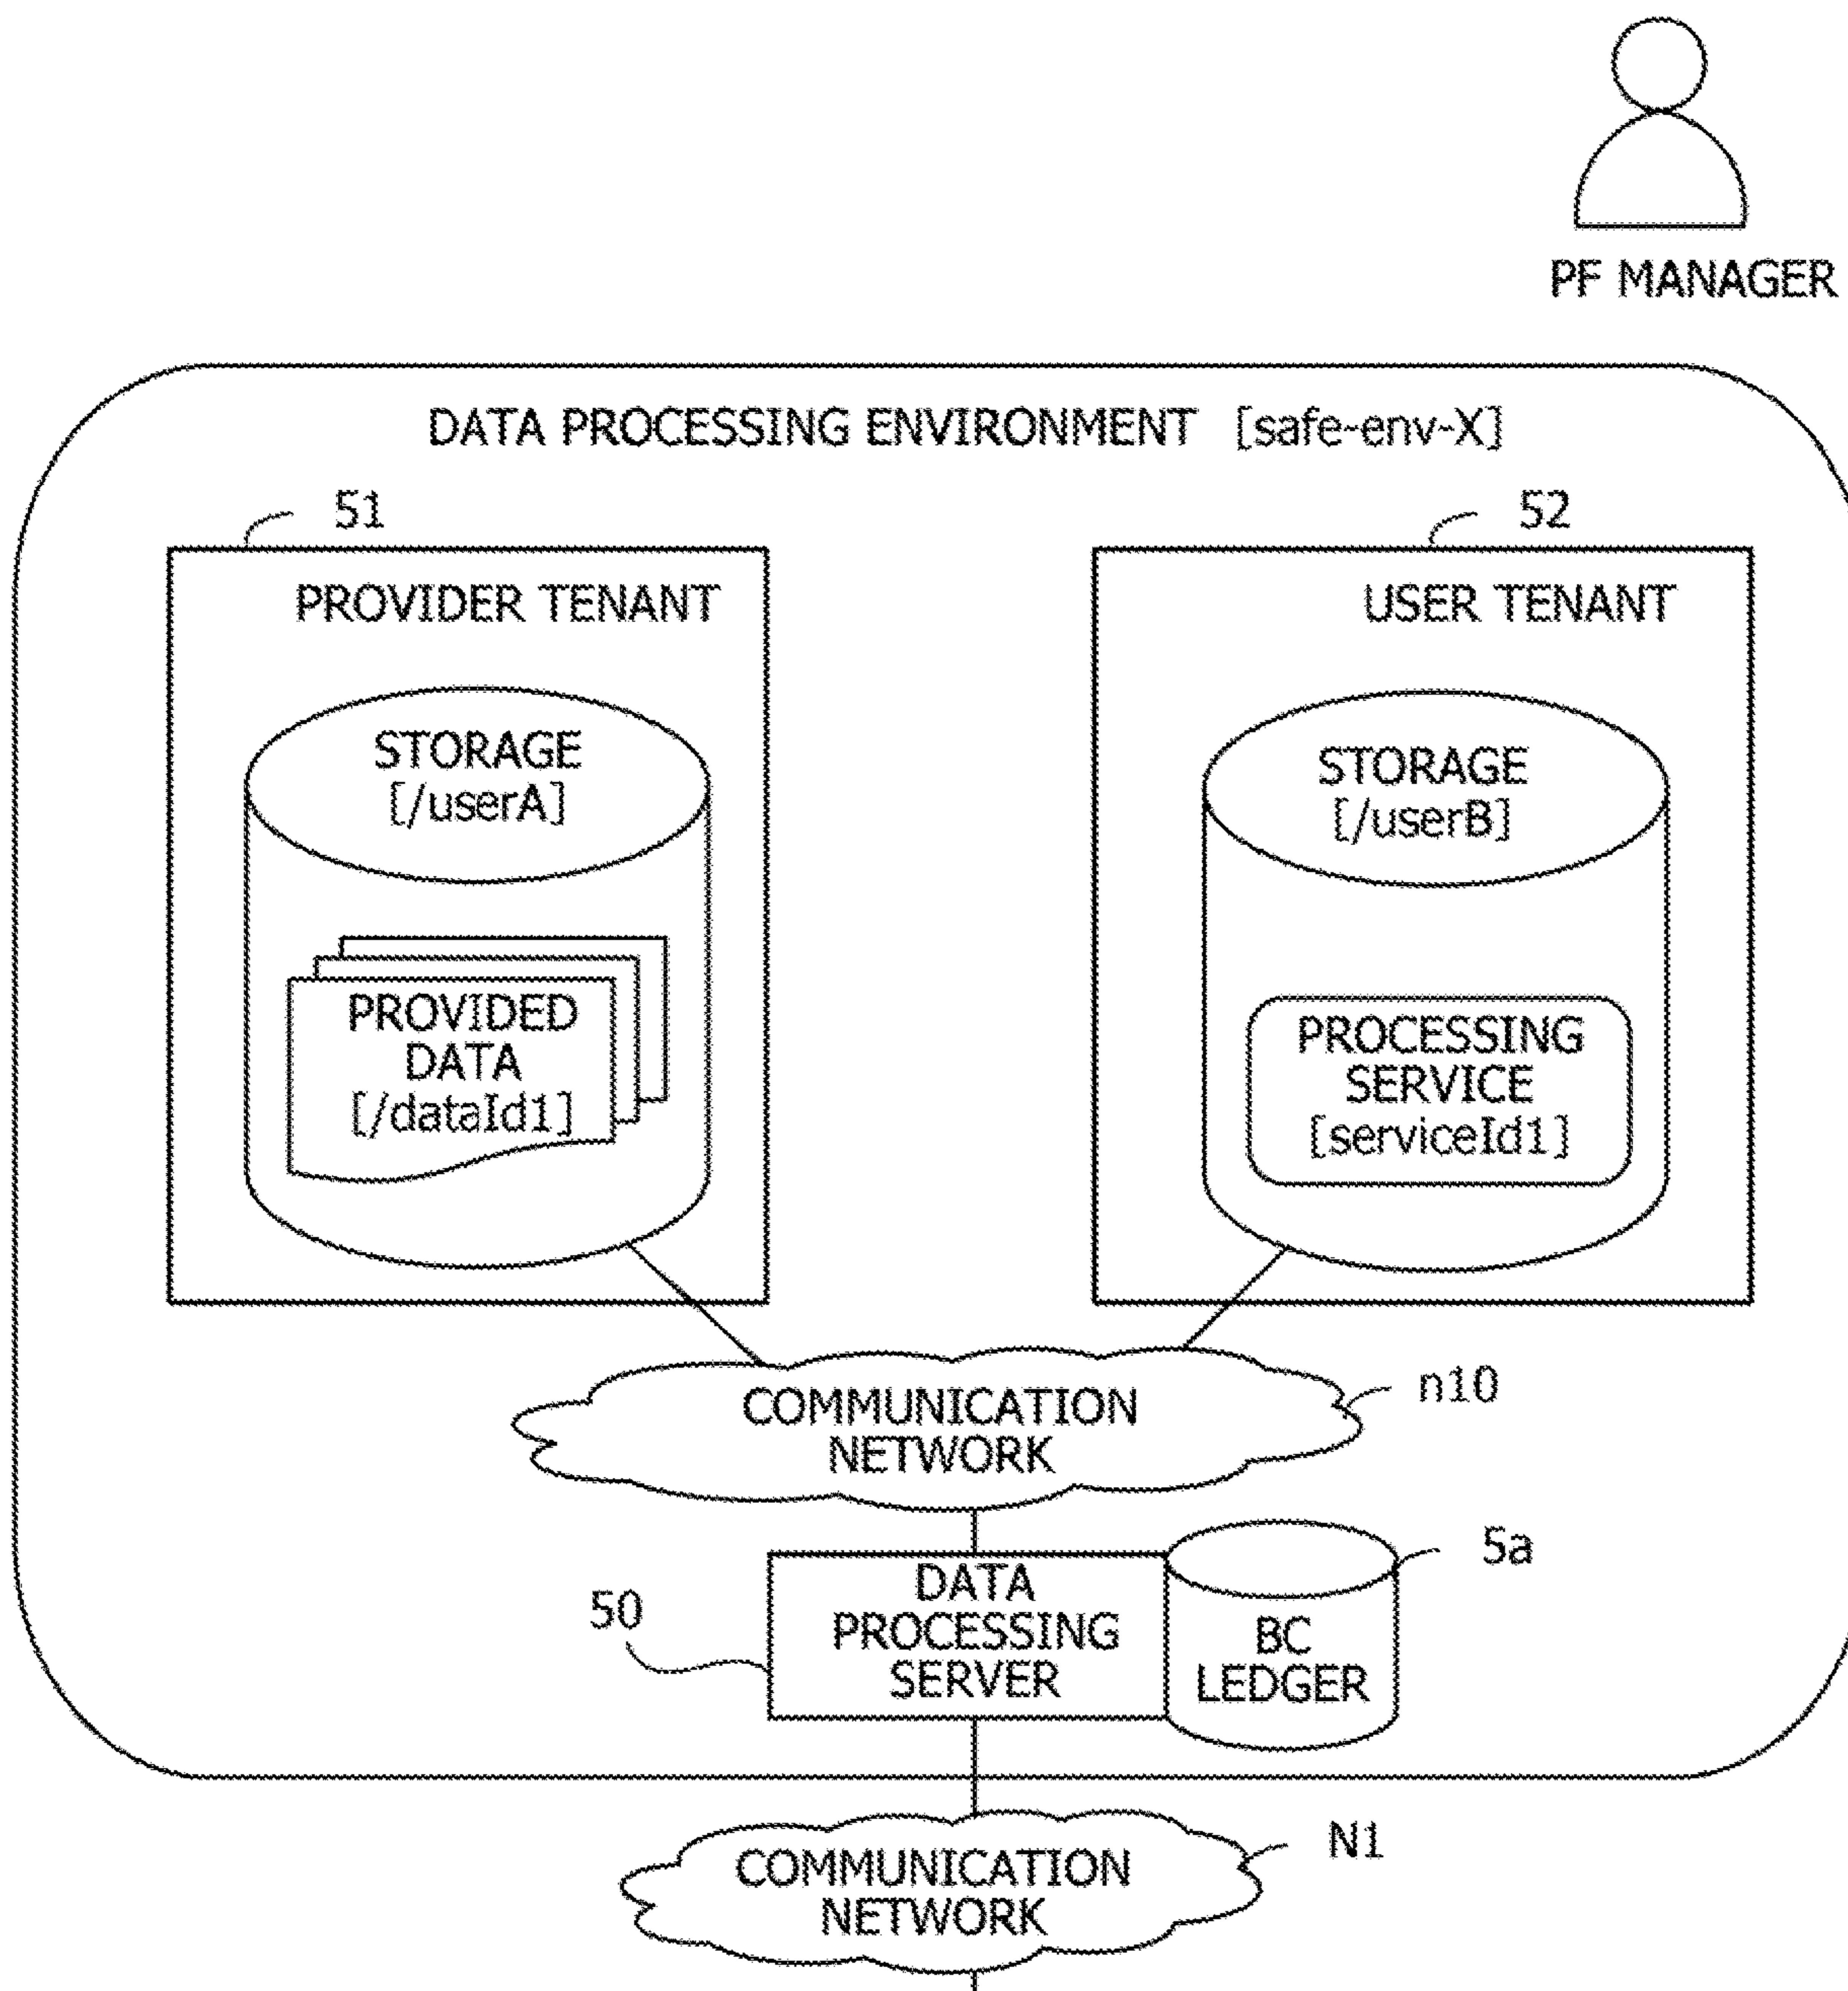 PF MANAGER
DATA PROCESSING ENVIRONMENT [safe-env-X]
51
52
PROVIDER TENANT
USER TENANT
STORAGE
[/userA]
STORAGE
[/userB]
PROVIDED
DATA
[/dataId1]
PROCESSING
SERVICE
[serviceId1]
COMMUNICATION
NETWORK
n10
DATA
PROCESSING
SERVER
50
5a
BC
LEDGER
COMMUNICATION
NETWORK
N1